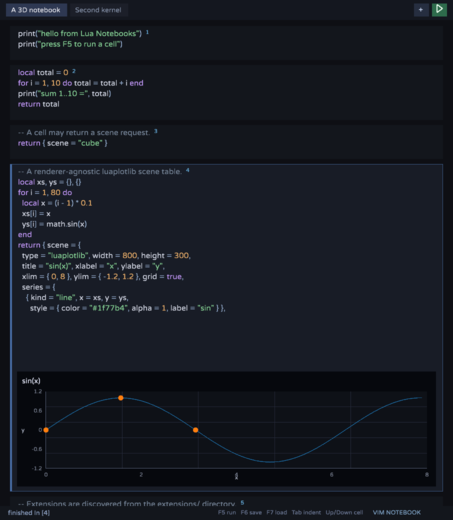 A 3D notebook
Second kernel
+
print("hello from Lua Notebooks") 1
print("press F5 to run a cell")
local total = 0 2
for i = 1, 10 do total = total + i end
print("sum 1..10 =", total)
return total
-- A cell may return a scene request. 3
return { scene = "cube" }
-- A renderer-agnostic luaplotlib scene table. 4
local xs, ys = {}, {}
for i = 1, 80 do
local x = (i - 1) * 0.1
xs[i] = x
ys[i] = math.sin(x)
end
return { scene = {
type = "luaplotlib", width = 800, height = 300,
title = "sin(x)", xlabel = "x", ylabel = "y",
xlim = { 0, 8 }, ylim = { -1.2, 1.2 }, grid = true,
series = {
{ kind = "line", x = xs, y = ys,
style = { color = "#1f77b4", alpha = 1, label = "sin" } },
sin(x)
1.2
0.6
y 0
-0.6
-1.2
0 2 4 6 8
x
-- Extensions are discovered from the extensions/ directory. 5
finished in [4]
F5 run F6 save F7 load Tab indent Up/Down cell VIM NOTEBOOK